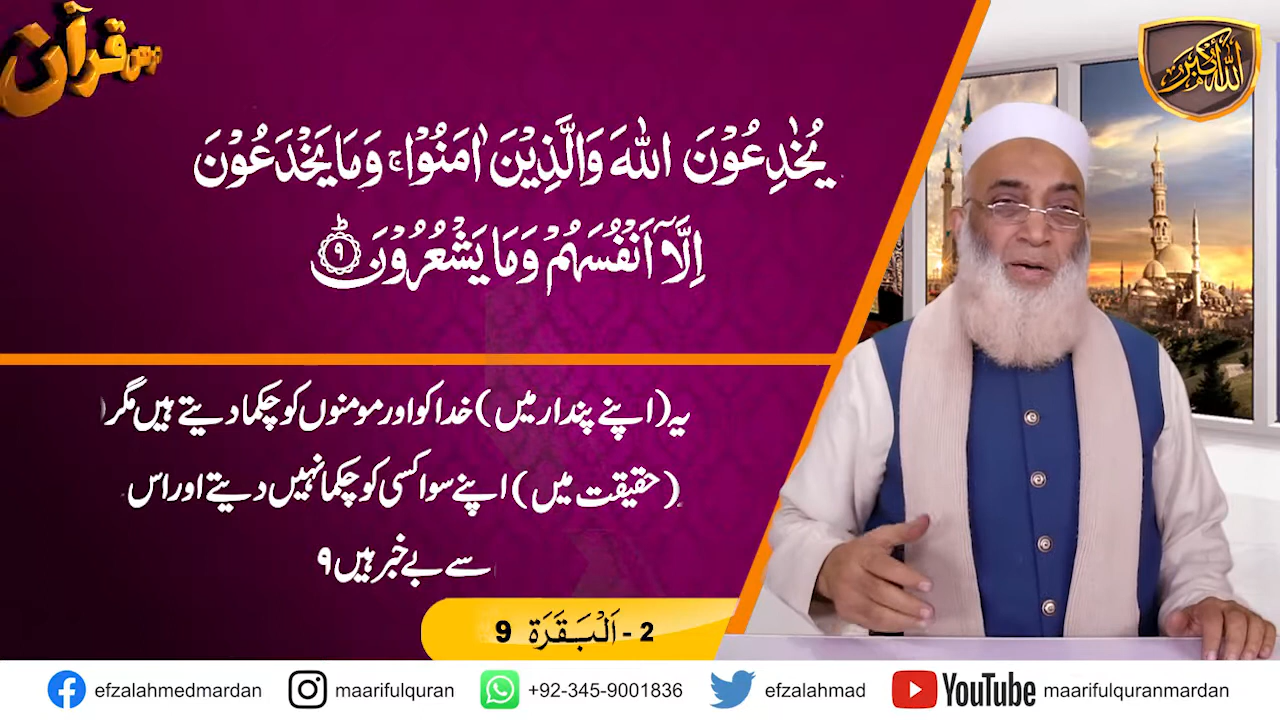 قرآن
اللہ اکبر
یُخٰدِعُوْنَ اللّٰهَ وَالَّذِیْنَ اٰمَنُوْا ۚ وَمَا یَخْدَعُوْنَ
اِلَّاۤ اَنْفُسَهُمْ وَمَا یَشْعُرُوْنَ ؕ ۹
یہ (اپنے پندار میں) خدا کو اور مومنوں کو چکما دیتے ہیں مگر
(حقیقت میں) اپنے سوا کسی کو چکما نہیں دیتے اور اس
سے بے خبر ہیں ۹
2 - اَلْبَقَرَة 9
efzalahmedmardan maarifulquran +92-345-9001836 efzalahmad YouTube maarifulquranmardan